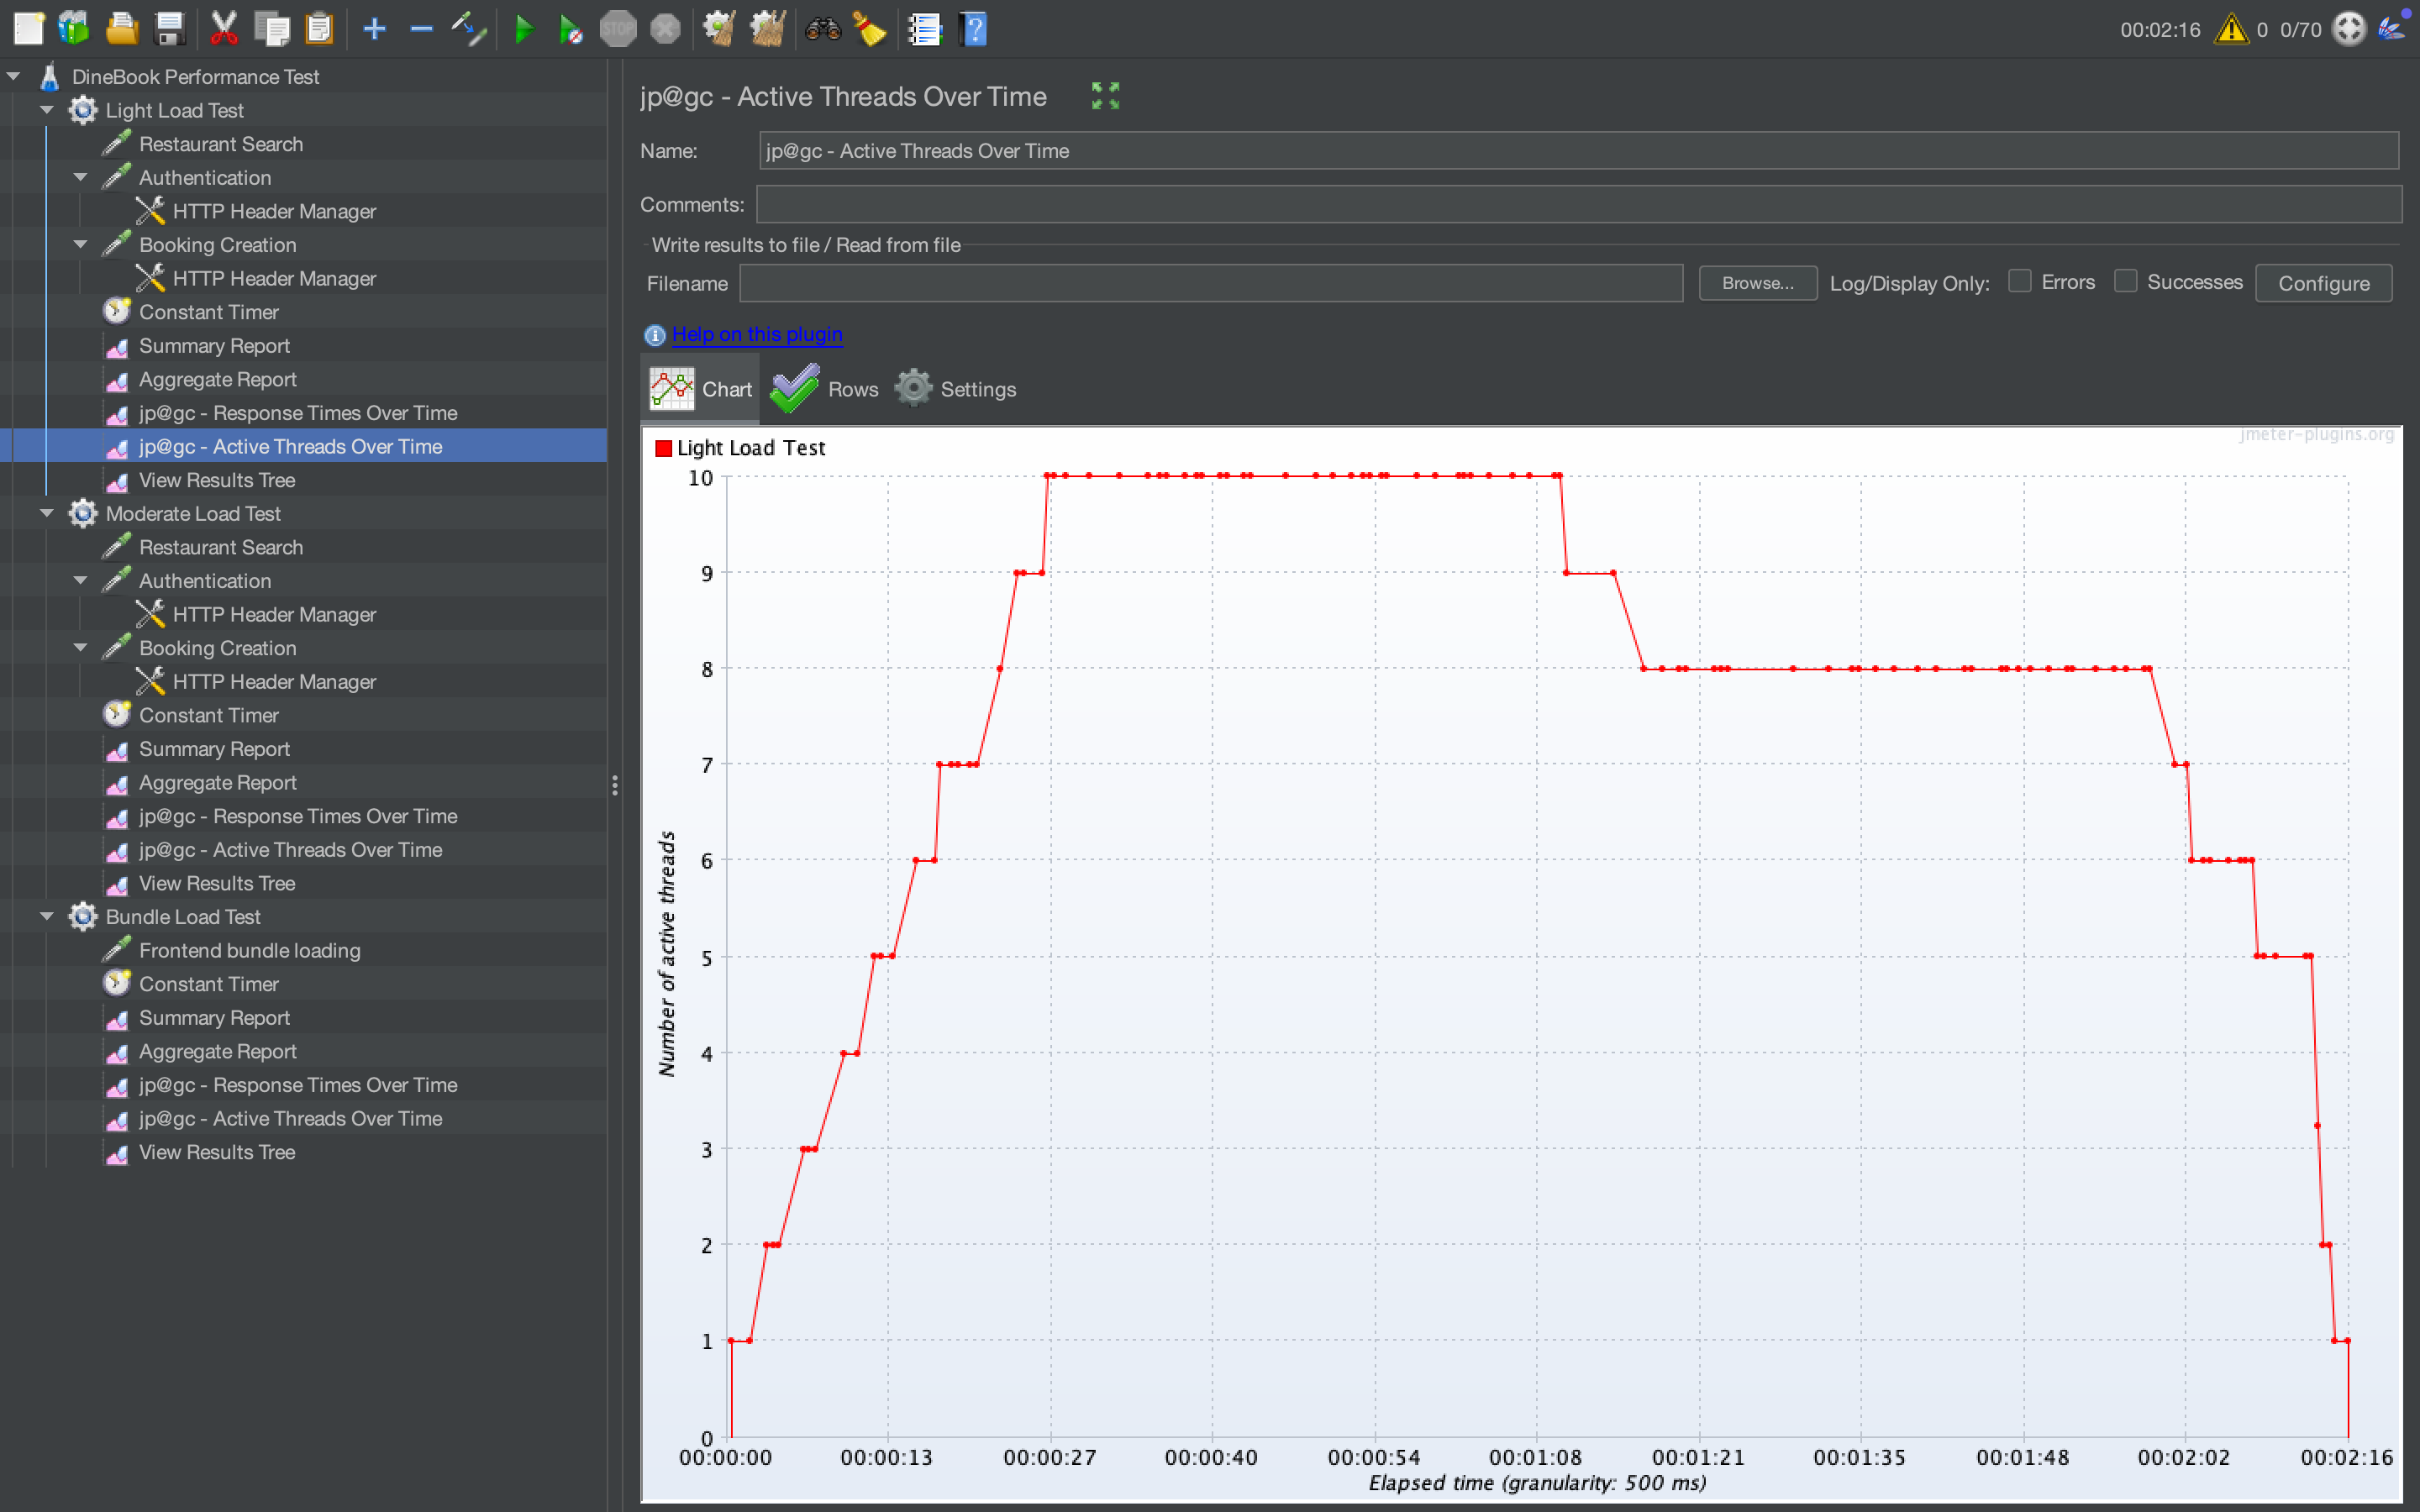 STOP
00:02:16 0 0/70
DineBook Performance Test
Light Load Test
Restaurant Search
Authentication
HTTP Header Manager
Booking Creation
HTTP Header Manager
Constant Timer
Summary Report
Aggregate Report
jp@gc - Response Times Over Time
jp@gc - Active Threads Over Time
View Results Tree
Moderate Load Test
Restaurant Search
Authentication
HTTP Header Manager
Booking Creation
HTTP Header Manager
Constant Timer
Summary Report
Aggregate Report
jp@gc - Response Times Over Time
jp@gc - Active Threads Over Time
View Results Tree
Bundle Load Test
Frontend bundle loading
Constant Timer
Summary Report
Aggregate Report
jp@gc - Response Times Over Time
jp@gc - Active Threads Over Time
View Results Tree
jp@gc - Active Threads Over Time
Name: jp@gc - Active Threads Over Time
Comments:
Write results to file / Read from file
Filename Browse... Log/Display Only: Errors Successes Configure
Help on this plugin
Chart Rows Settings
Light Load Test
jmeter-plugins.org
10
9
8
7
6
5
4
3
2
1
0
Number of active threads
00:00:00 00:00:13 00:00:27 00:00:40 00:00:54 00:01:08 00:01:21 00:01:35 00:01:48 00:02:02 00:02:16
Elapsed time (granularity: 500 ms)